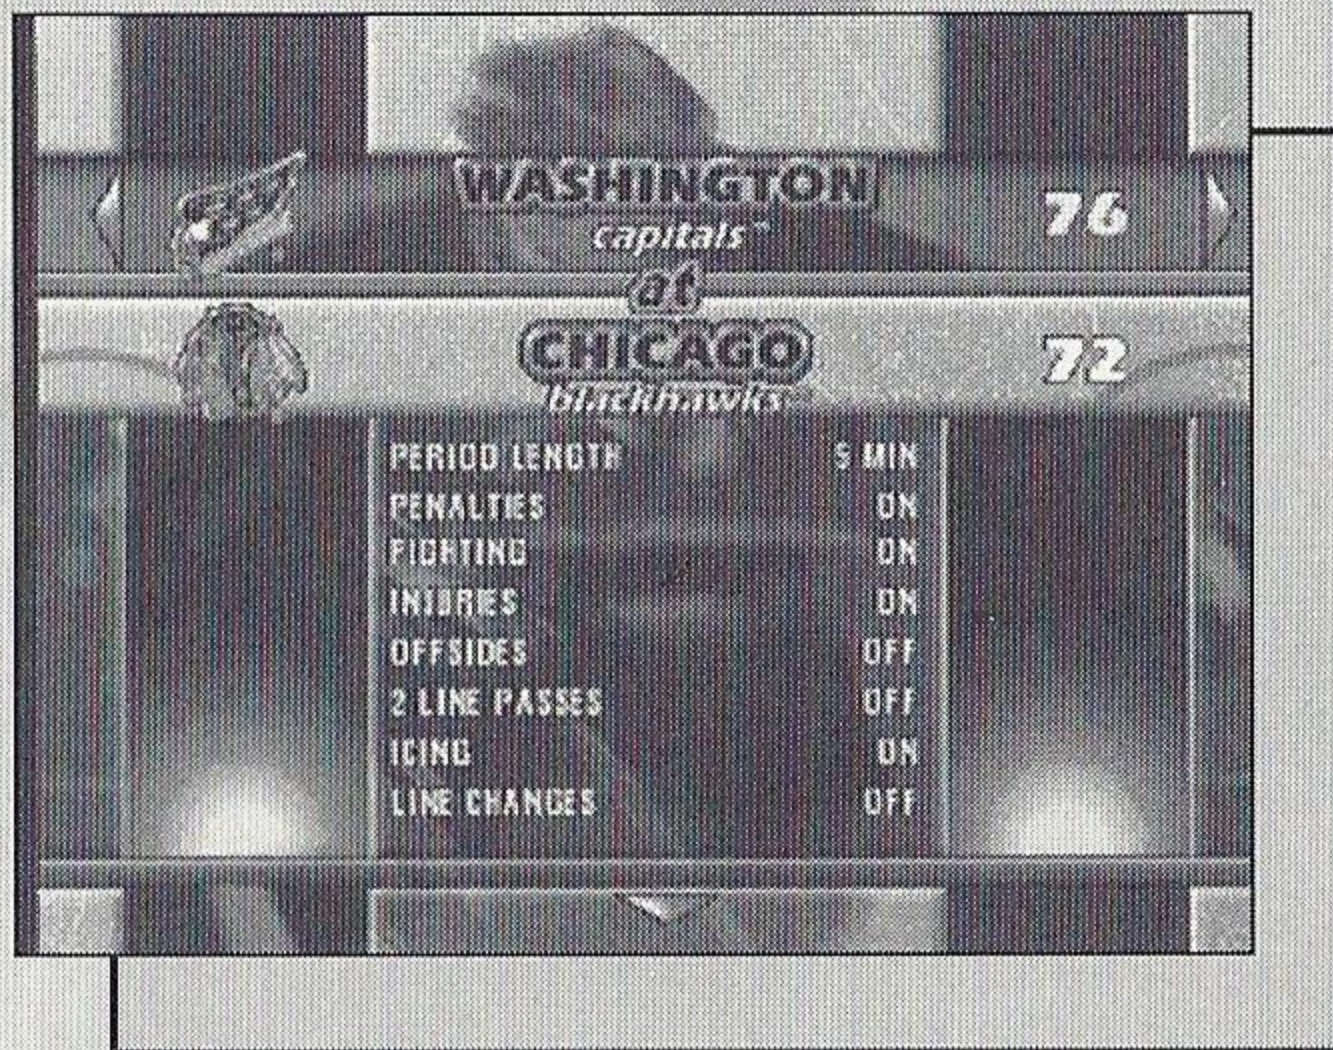 WASHINGTON
capitals™ 76
at
CHICAGO
blackhawks 72
PERIOD LENGTH 5 MIN
PENALTIES ON
FIGHTING ON
INJURIES ON
OFFSIDES OFF
2 LINE PASSES OFF
ICING ON
LINE CHANGES OFF